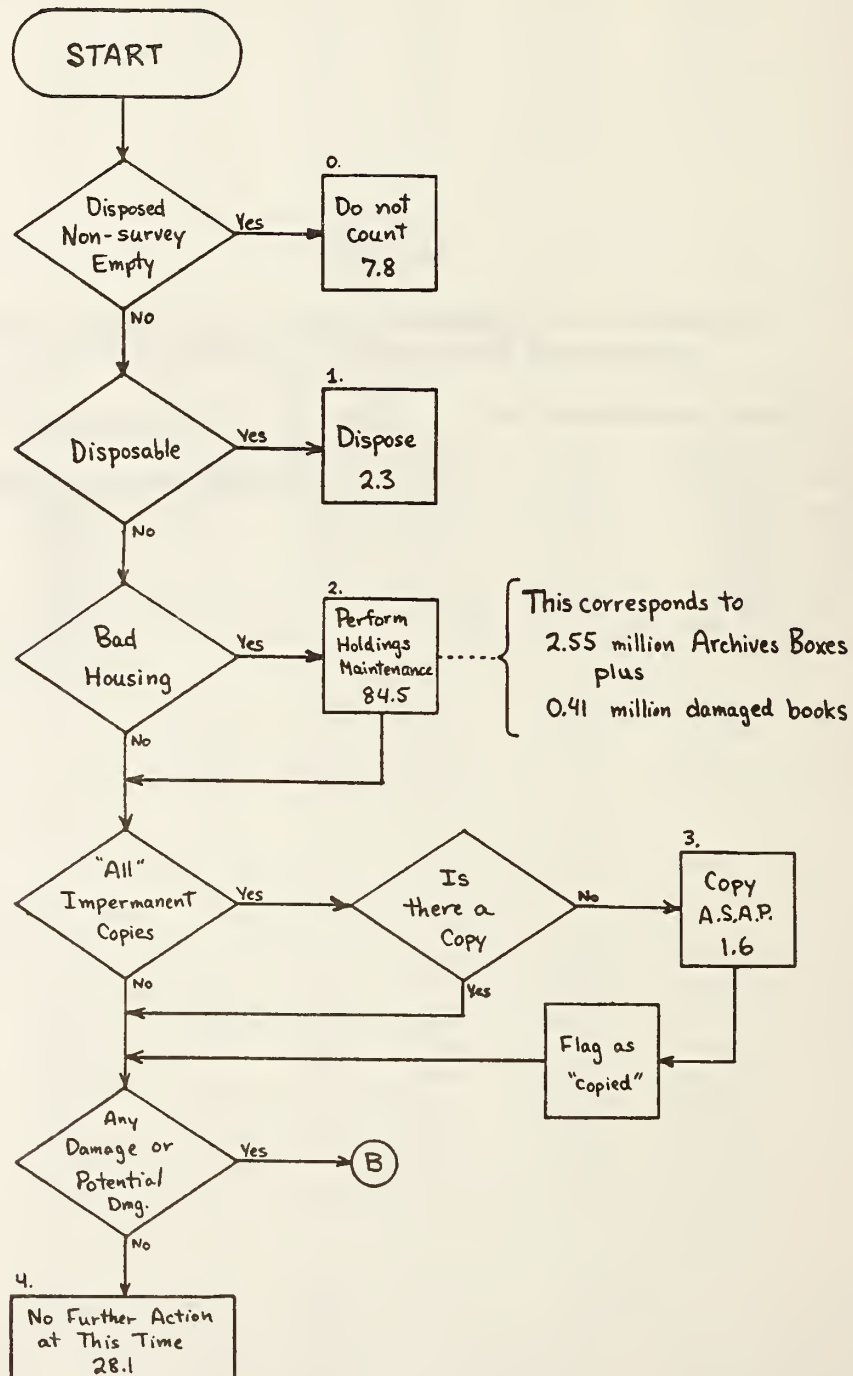 START
Disposed
Non-survey
Empty
Yes
0.
Do not
count
7.8
No
Disposable
Yes
1.
Dispose
2.3
No
Bad
Housing
Yes
2.
Perform
Holdings
Maintenance
84.5
This corresponds to
2.55 million Archives Boxes
plus
0.41 million damaged books
No
"All"
Impermanent
Copies
Yes
Is
there a
Copy
No
3.
Copy
A.S.A.P.
1.6
No
Yes
Flag as
"copied"
Any
Damage or
Potential
Dmg.
Yes
B
No
4.
No Further Action
at This Time
28.1